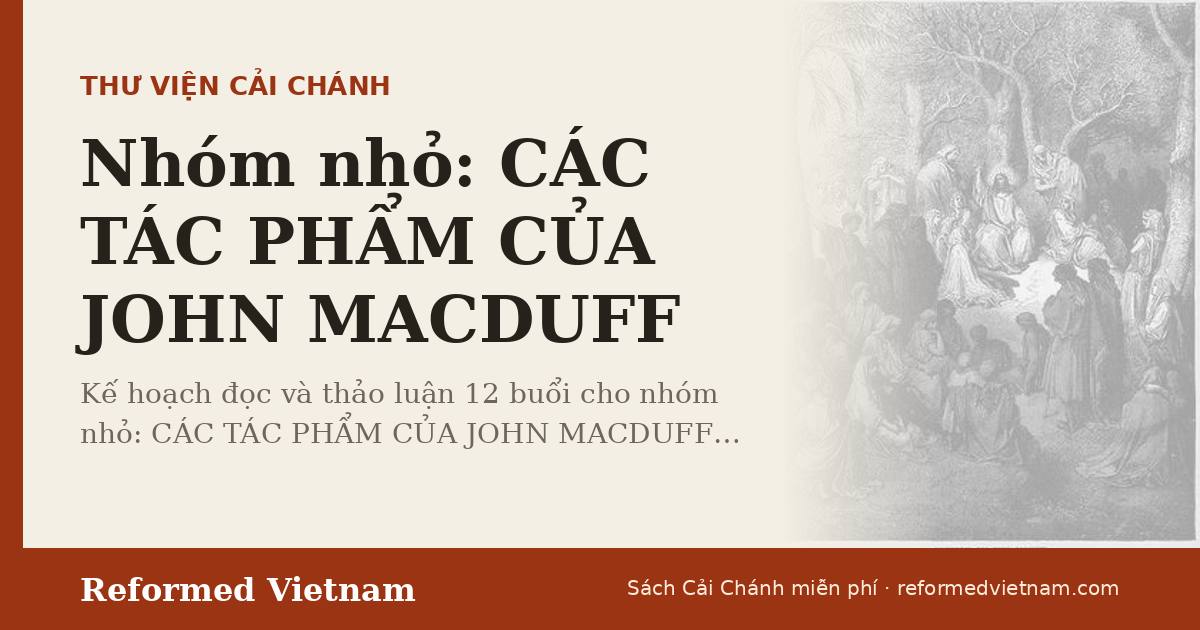 THƯ VIỆN CẢI CHÁNH
Nhóm nhỏ: CÁC
TÁC PHẨM CỦA
JOHN MACDUFF
Kế hoạch đọc và thảo luận 12 buổi cho nhóm
nhỏ: CÁC TÁC PHẨM CỦA JOHN MACDUFF...
Reformed Vietnam
Sách Cải Chánh miễn phí · reformedvietnam.com